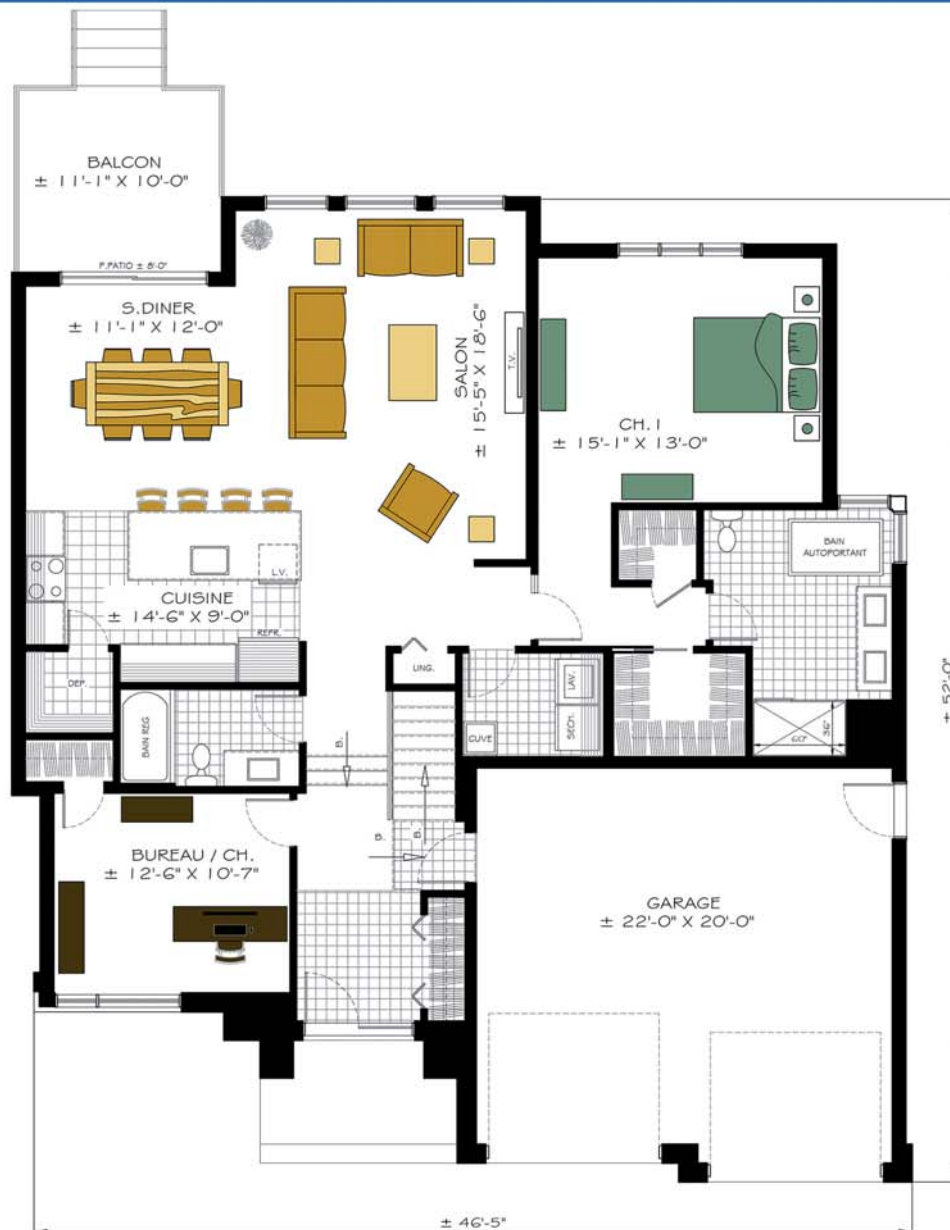 BALCON
± 11'-1" X 10'-0"
P.PATIO ± 8'-0"
S.DINER
± 11'-1" X 12'-0"
SALON
± 15'-5" X 18'-6"
T.V.
CH. 1
± 15'-1" X 13'-0"
BAIN
AUTOPORTANT
L.V.
CUISINE
± 14'-6" X 9'-0"
REFR.
DEP.
LING.
LAV.
SECH.
CUVE
BAIN REG
36"
60"
± 52'-0"
B.
B.
B.
BUREAU / CH.
± 12'-6" X 10'-7"
GARAGE
± 22'-0" X 20'-0"
± 46'-5"